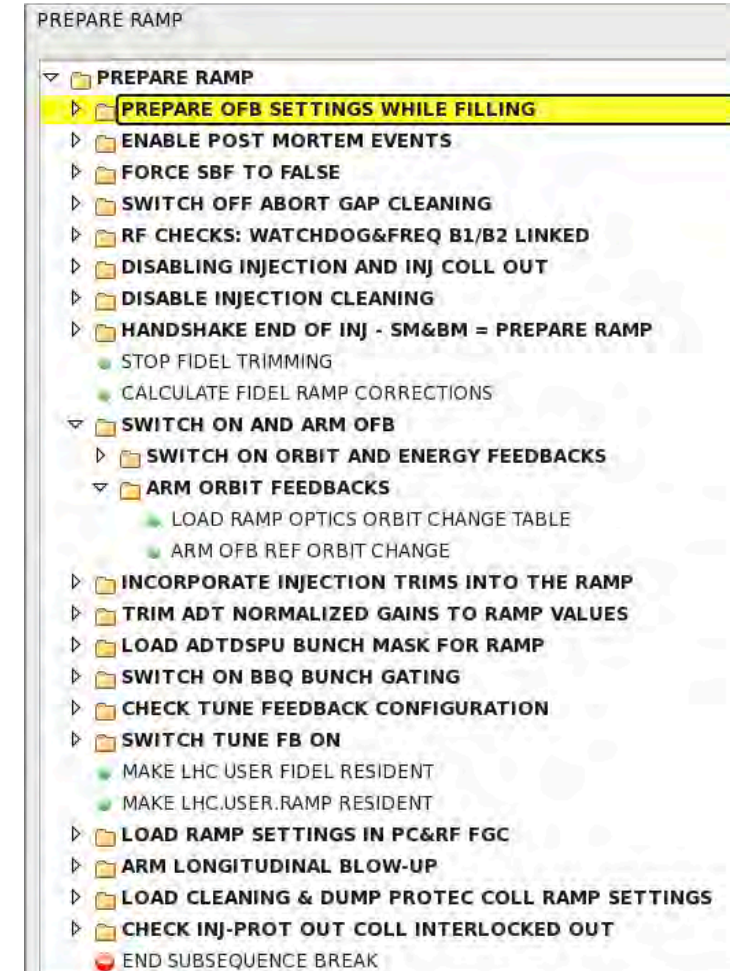 PREPARE RAMP
PREPARE RAMP
PREPARE OFB SETTINGS WHILE FILLING
ENABLE POST MORTEM EVENTS
FORCE SBF TO FALSE
SWITCH OFF ABORT GAP CLEANING
RF CHECKS: WATCHDOG&FREQ B1/B2 LINKED
DISABLING INJECTION AND INJ COLL OUT
DISABLE INJECTION CLEANING
HANDSHAKE END OF INJ - SM&BM = PREPARE RAMP
STOP FIDEL TRIMMING
CALCULATE FIDEL RAMP CORRECTIONS
SWITCH ON AND ARM OFB
SWITCH ON ORBIT AND ENERGY FEEDBACKS
ARM ORBIT FEEDBACKS
LOAD RAMP OPTICS ORBIT CHANGE TABLE
ARM OFB REF ORBIT CHANGE
INCORPORATE INJECTION TRIMS INTO THE RAMP
TRIM ADT NORMALIZED GAINS TO RAMP VALUES
LOAD ADTDSPU BUNCH MASK FOR RAMP
SWITCH ON BBQ BUNCH GATING
CHECK TUNE FEEDBACK CONFIGURATION
SWITCH TUNE FB ON
MAKE LHC USER FIDEL RESIDENT
MAKE LHC.USER.RAMP RESIDENT
LOAD RAMP SETTINGS IN PC&RF FGC
ARM LONGITUDINAL BLOW-UP
LOAD CLEANING & DUMP PROTEC COLL RAMP SETTINGS
CHECK INJ-PROT OUT COLL INTERLOCKED OUT
END SUBSEQUENCE BREAK